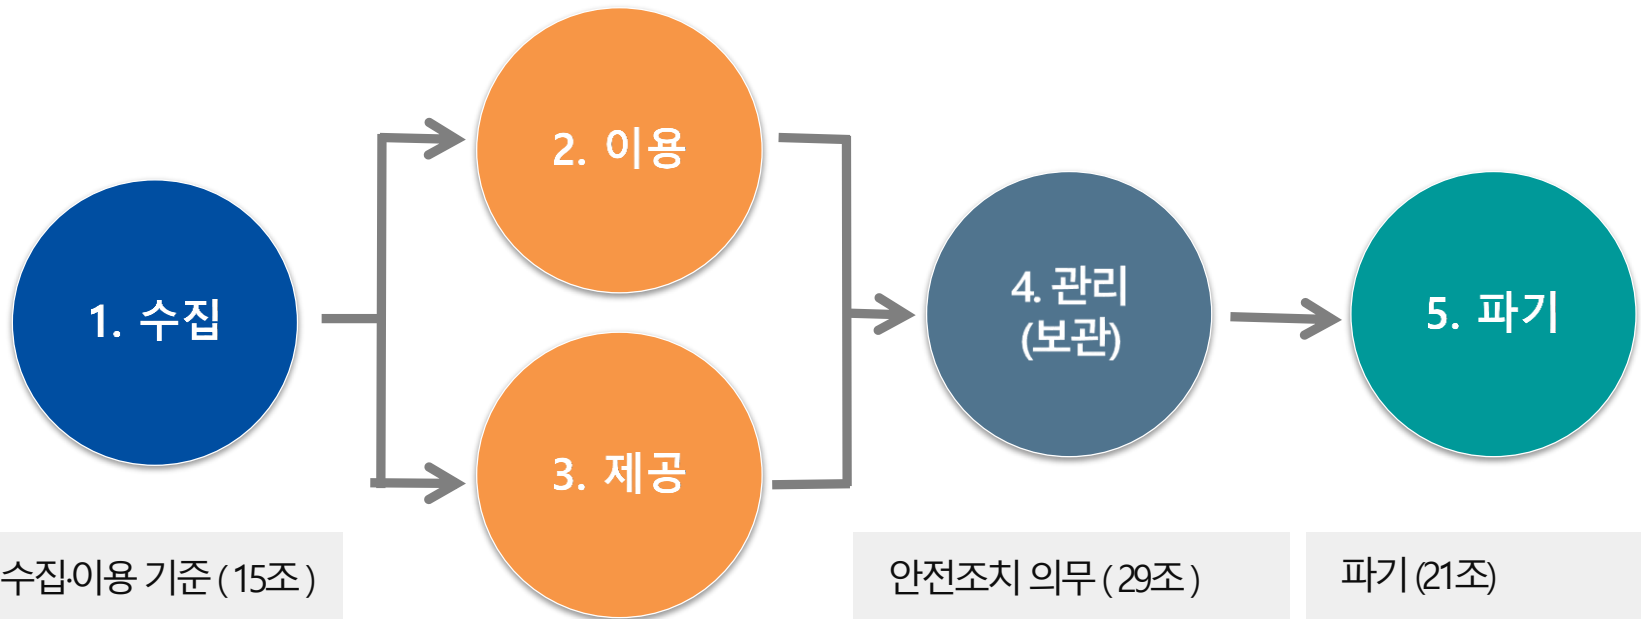 1. 수집
2. 이용
3. 제공
4. 관리
(보관)
5. 파기
수집·이용 기준 ( 15조 )
안전조치 의무 ( 29조 )
파기 (21조)